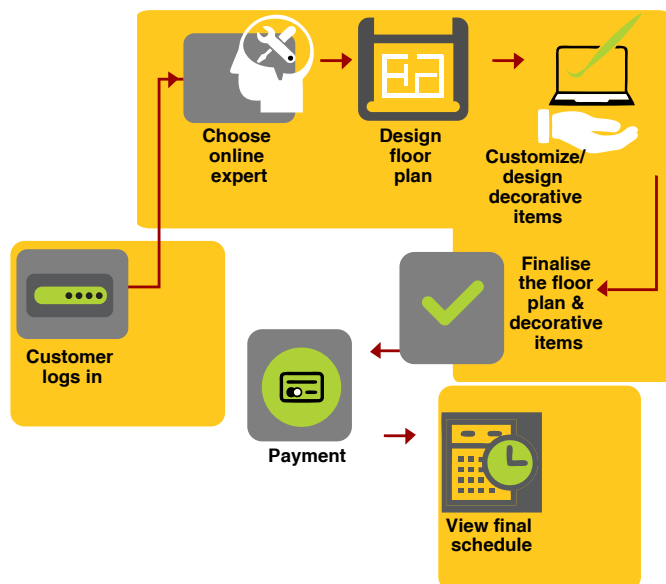 Choose
online
expert
Design
floor
plan
Customize/
design
decorative
items
Customer
logs in
Finalise
the floor
plan &
decorative
items
Payment
View final
schedule